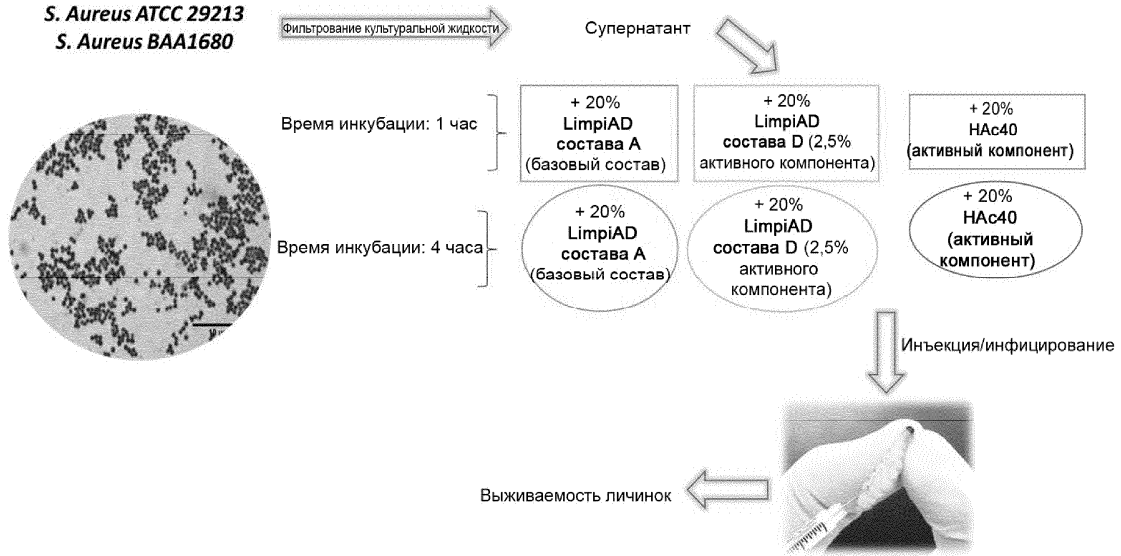 S. Aureus ATCC 29213
S. Aureus BAA1680
Фильтрование культуральной жидкости
Супернатант
Время инкубации: 1 час
+ 20%
LimpiAD
состава A
(базовый состав)
+ 20%
LimpiAD
состава D (2,5%
активного компонента)
+ 20%
HAc40
(активный компонент)
Время инкубации: 4 часа
+ 20%
LimpiAD
состава A
(базовый состав)
+ 20%
LimpiAD
состава D (2,5%
активного
компонента)
+ 20%
HAc40
(активный
компонент)
Инъекция/инфицирование
Выживаемость личинок